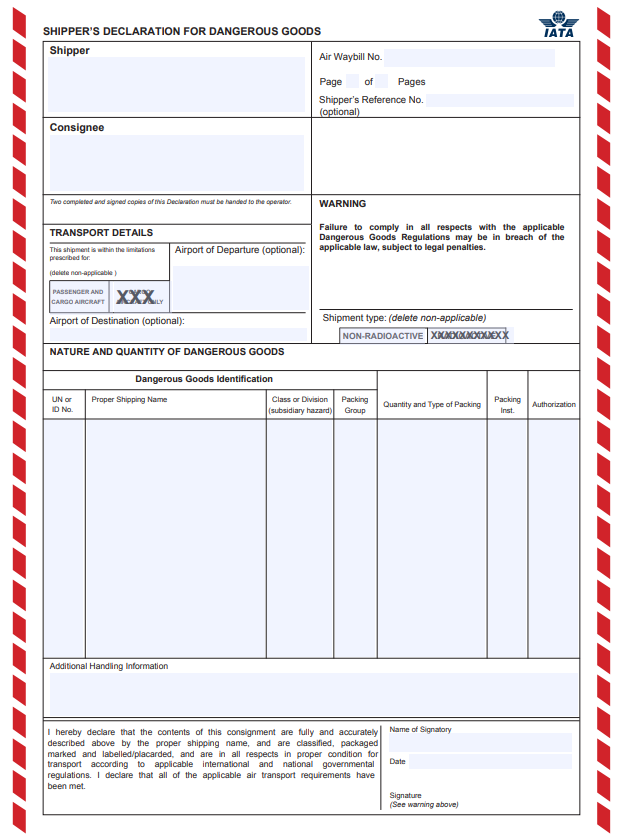 SHIPPER'S DECLARATION FOR DANGEROUS GOODS
IATA
Shipper
Air Waybill No.
Page of Pages
Shipper's Reference No.
(optional)
Consignee
Two completed and signed copies of this Declaration must be handed to the operator.
WARNING
Failure to comply in all respects with the applicable
Dangerous Goods Regulations may be in breach of the
applicable law, subject to legal penalties.
TRANSPORT DETAILS
This shipment is within the limitations
prescribed for:
(delete non-applicable )
Airport of Departure (optional):
PASSENGER AND
CARGO AIRCRAFT
XXX
Airport of Destination (optional):
Shipment type: (delete non-applicable)
NON-RADIOACTIVE
XXXXXXXXXX
NATURE AND QUANTITY OF DANGEROUS GOODS
Dangerous Goods Identification
UN or
ID No.
Proper Shipping Name
Class or Division
(subsidiary hazard)
Packing
Group
Quantity and Type of Packing
Packing
Inst.
Authorization
Additional Handling Information
I hereby declare that the contents of this consignment are fully and accurately
described above by the proper shipping name, and are classified, packaged
marked and labelled/placarded, and are in all respects in proper condition for
transport according to applicable international and national governmental
regulations. I declare that all of the applicable air transport requirements have
been met.
Name of Signatory
Date
Signature
(See warning above)